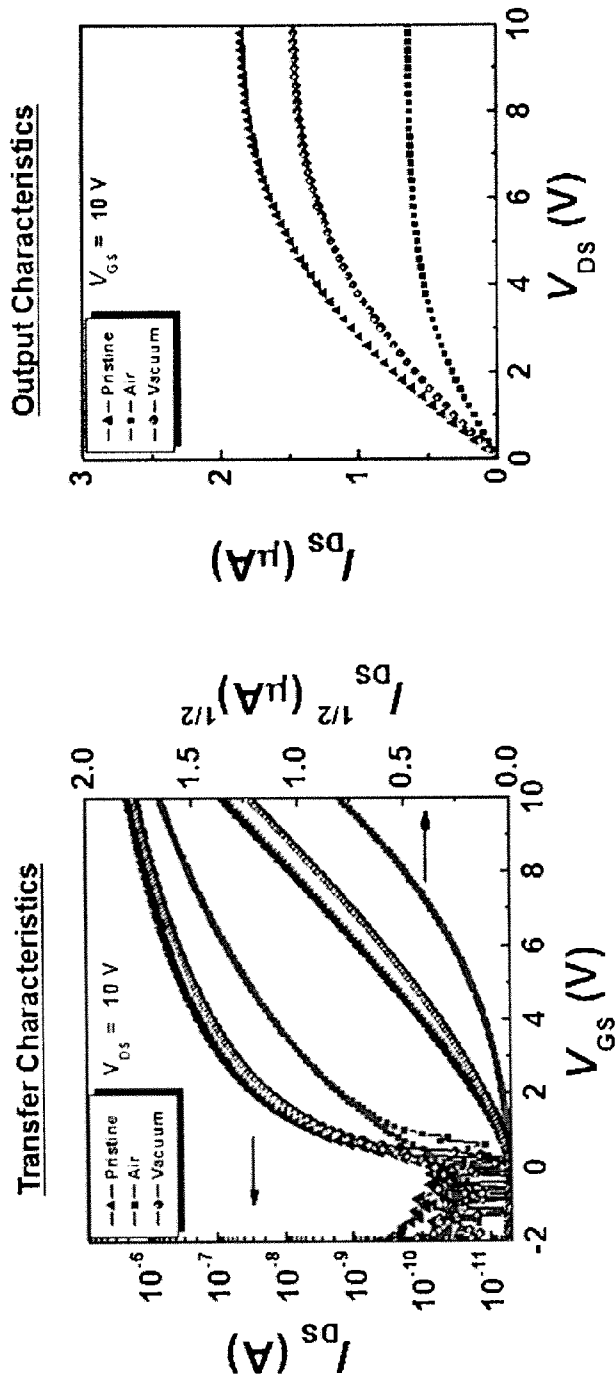 Transfer Characteristics
V_DS = 10 V
Pristine
Air
Vacuum
10⁻⁶
10⁻⁷
10⁻⁸
10⁻⁹
10⁻¹⁰
10⁻¹¹
I_DS (A)
-2 0 2 4 6 8 10
V_GS (V)
2.0
1.5
1.0
0.5
0.0
I_DS^1/2 (µA)^1/2
Output Characteristics
V_GS = 10 V
Pristine
Air
Vacuum
3
2
1
0
I_DS (µA)
0 2 4 6 8 10
V_DS (V)